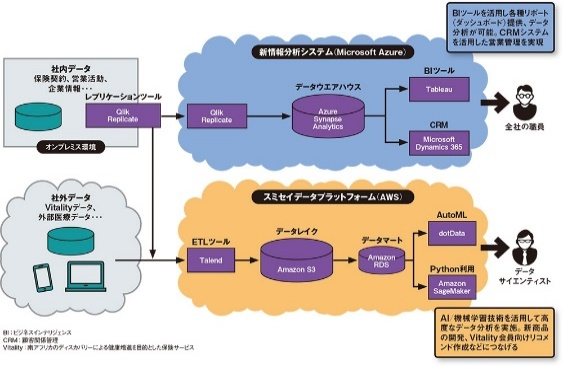 BIツールを活用し各種リポート
(ダッシュボード)提供、データ
分析が可能。CRMシステム
を活用した営業管理を実現
新情報分析システム(Microsoft Azure)
社内データ
保険契約、営業活動、
企業情報・・・
レプリケーションツール
Qlik
Replicate
オンプレミス環境
Qlik
Replicate
データウエアハウス
Azure
Synapse
Analytics
BIツール
Tableau
CRM
Microsoft
Dynamics 365
全社の職員
社外データ
Vitalityデータ、
外部医療データ・・・
スミセイデータプラットフォーム(AWS)
ETLツール
Talend
データレイク
Amazon S3
データマート
Amazon
RDS
AutoML
dotData
Python利用
Amazon
SageMaker
データ
サイエンティスト
AI/機械学習技術を活用して高
度なデータ分析を実施。新商品
の開発、Vitality会員向けリコメ
ンド作成などにつなげる
BI:ビジネスインテリジェンス
CRM:顧客関係管理
Vitality:南アフリカのディスカバリーによる健康増進を目的とした保険サービス